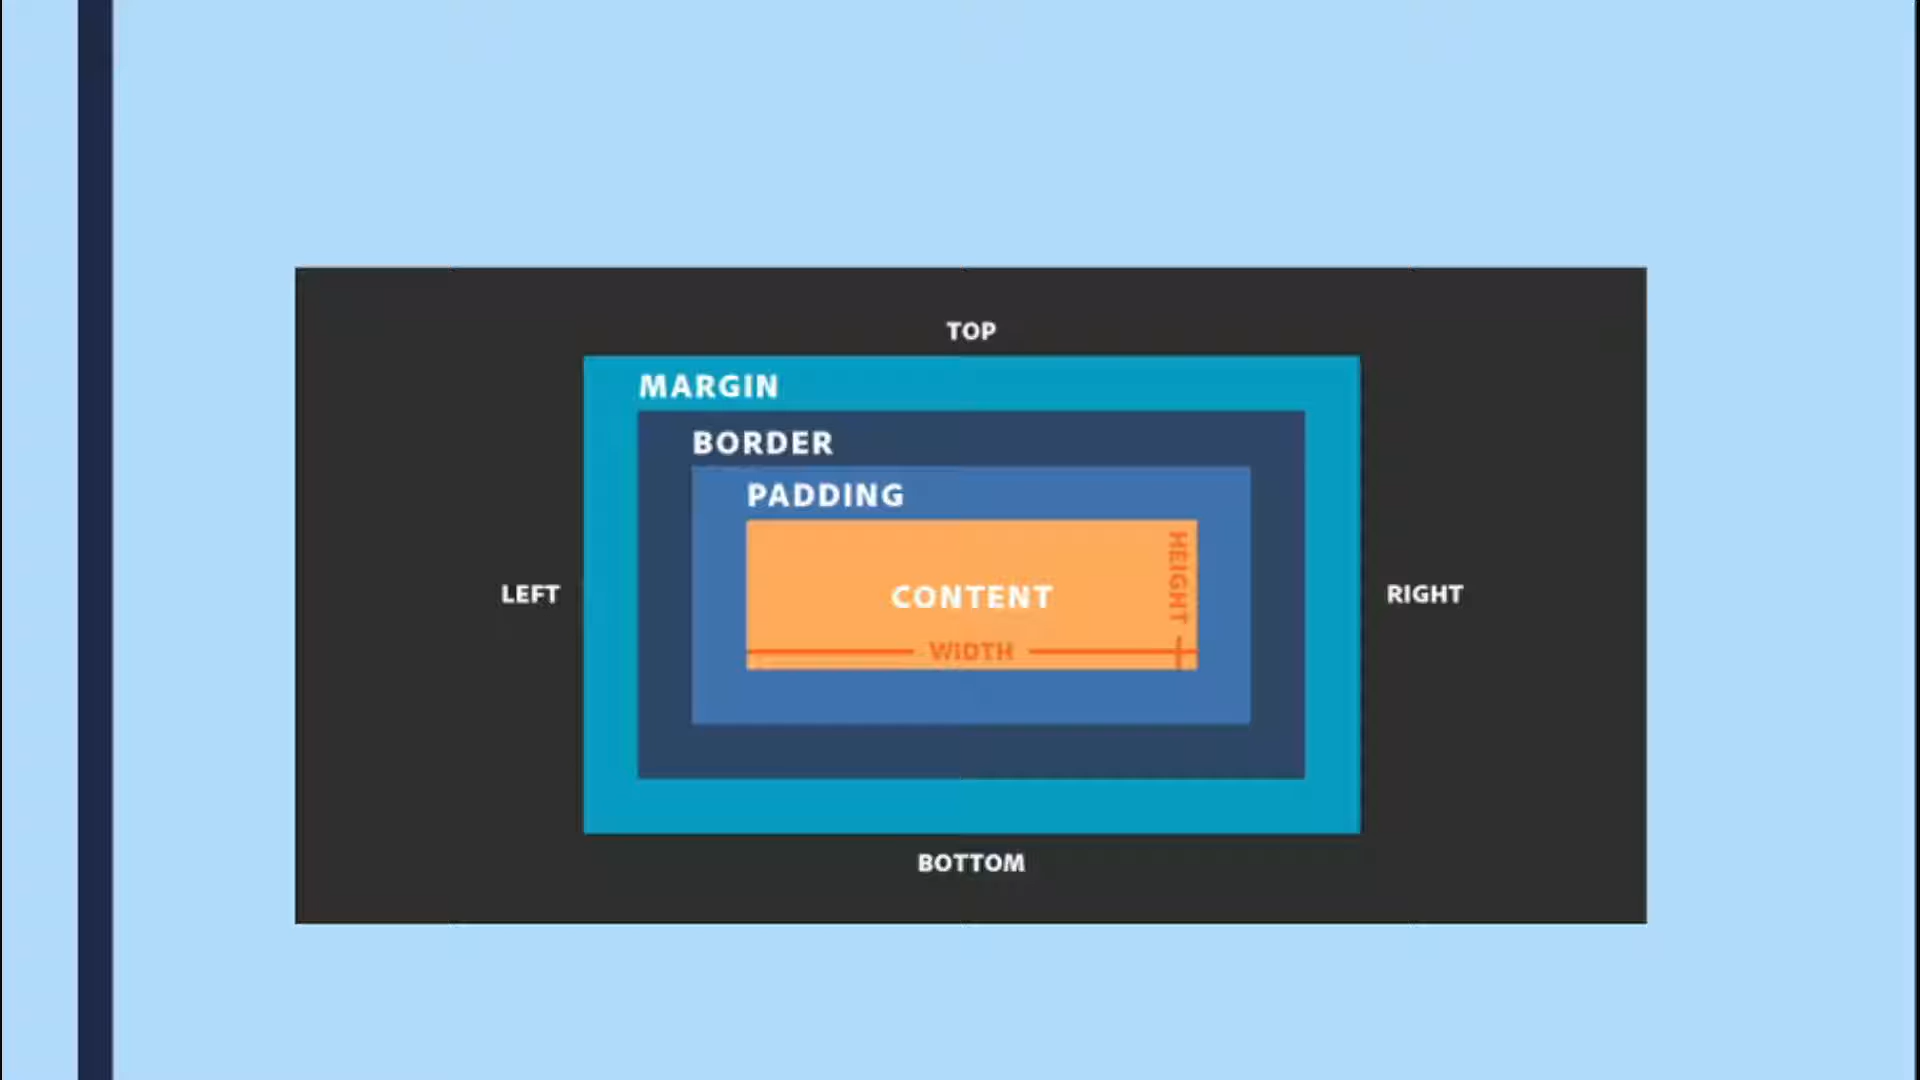 TOP
MARGIN
BORDER
PADDING
HEIGHT
LEFT
CONTENT
RIGHT
WIDTH
BOTTOM